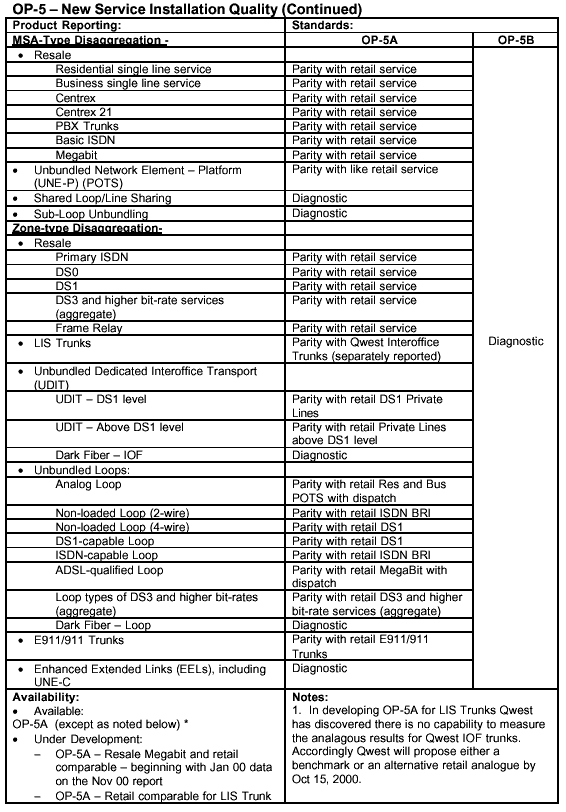 OP-5 – New Service Installation Quality (Continued)
Product Reporting: Standards:
MSA-Type Disaggregation - OP-5A OP-5B
• Resale
Residential single line service Parity with retail service
Business single line service Parity with retail service
Centrex Parity with retail service
Centrex 21 Parity with retail service
PBX Trunks Parity with retail service
Basic ISDN Parity with retail service
Megabit Parity with retail service
• Unbundled Network Element – Platform Parity with like retail service
(UNE-P) (POTS)
• Shared Loop/Line Sharing Diagnostic
• Sub-Loop Unbundling Diagnostic
Zone-type Disaggregation-
• Resale
Primary ISDN Parity with retail service
DS0 Parity with retail service
DS1 Parity with retail service
DS3 and higher bit-rate services Parity with retail service
(aggregate)
Frame Relay Parity with retail service
• LIS Trunks Parity with Qwest Interoffice Diagnostic
Trunks (separately reported)
• Unbundled Dedicated Interoffice Transport
(UDIT)
UDIT – DS1 level Parity with retail DS1 Private
Lines
UDIT – Above DS1 level Parity with retail Private Lines
above DS1 level
Dark Fiber – IOF Diagnostic
• Unbundled Loops:
Analog Loop Parity with retail Res and Bus
POTS with dispatch
Non-loaded Loop (2-wire) Parity with retail ISDN BRI
Non-loaded Loop (4-wire) Parity with retail DS1
DS1-capable Loop Parity with retail DS1
ISDN-capable Loop Parity with retail ISDN BRI
ADSL-qualified Loop Parity with retail MegaBit with
dispatch
Loop types of DS3 and higher bit-rates Parity with retail DS3 and higher
(aggregate) bit-rate services (aggregate)
Dark Fiber – Loop Diagnostic
• E911/911 Trunks Parity with retail E911/911
Trunks
• Enhanced Extended Links (EELs), including Diagnostic
UNE-C
Availability:
• Available:
OP-5A (except as noted below) *
• Under Development:
– OP-5A – Resale Megabit and retail
comparable – beginning with Jan 00 data
on the Nov 00 report
– OP-5A – Retail comparable for LIS Trunk
Notes:
1. In developing OP-5A for LIS Trunks Qwest
has discovered there is no capability to measure
the analagous results for Qwest IOF trunks.
Accordingly Qwest will propose either a
benchmark or an alternative retail analogue by
Oct 15, 2000.